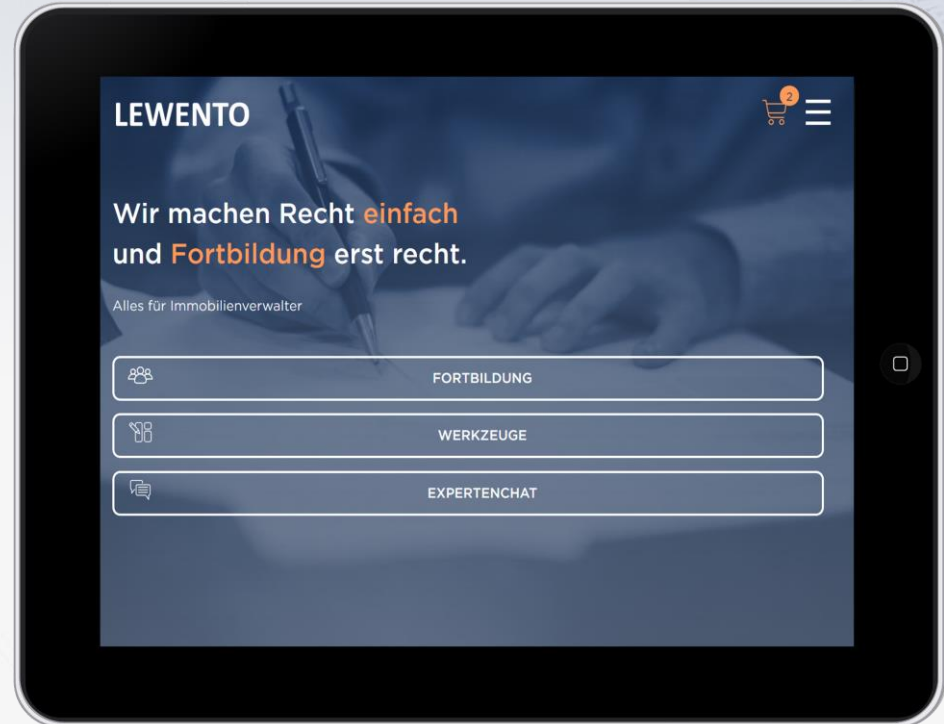 LEWENTO
2
Wir machen Recht einfach
und Fortbildung erst recht.
Alles für Immobilienverwalter
FORTBILDUNG
WERKZEUGE
EXPERTENCHAT